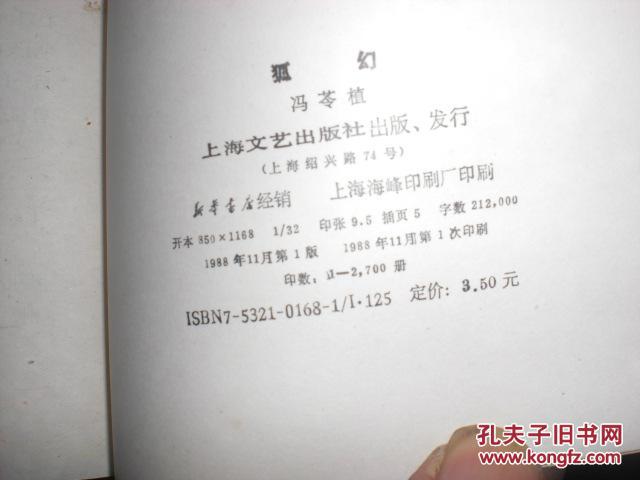 狐幻
冯苓植
上海文艺出版社出版、发行
(上海绍兴路74号)
新华书店经销 上海海峰印刷厂印刷
开本 850×1168 1/32 印张 9.5 插页 5 字数 212,000
1988年11月第1版 1988年11月第1次印刷
印数:1—2,700 册
ISBN7-5321-0168-1/I·125 定价:3.50元
孔夫子旧书网
www.kongfz.com